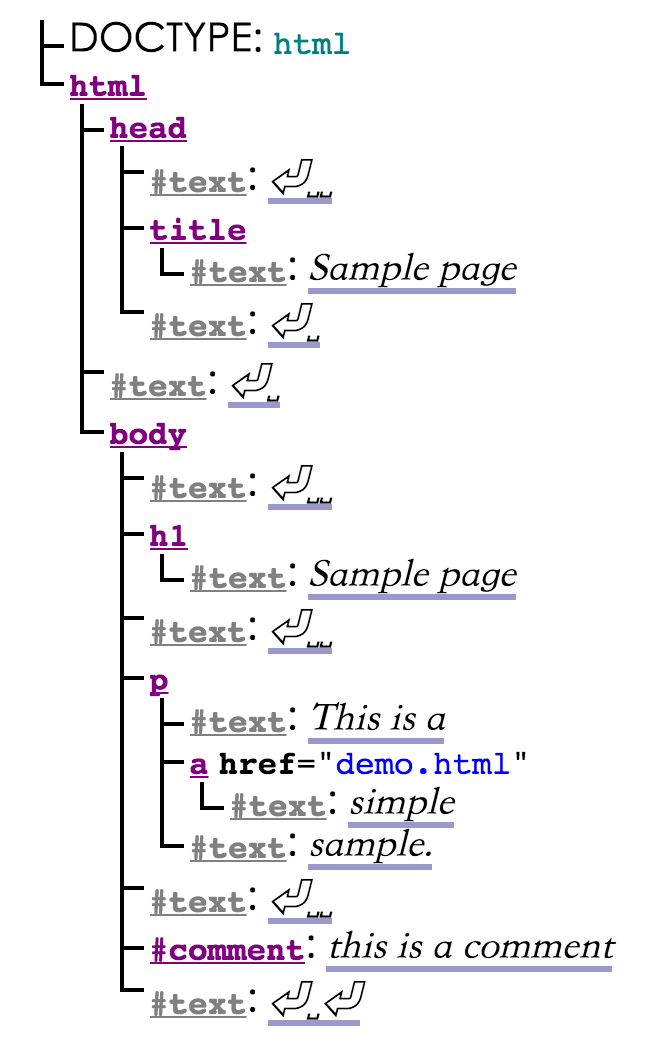 DOCTYPE: html
html
head
#text: ⏎␣␣
title
#text: Sample page
#text: ⏎␣
#text: ⏎␣
body
#text: ⏎␣␣
h1
#text: Sample page
#text: ⏎␣␣
p
#text: This is a
a href="demo.html"
#text: simple
#text: sample.
#text: ⏎␣␣
#comment: this is a comment
#text: ⏎␣⏎